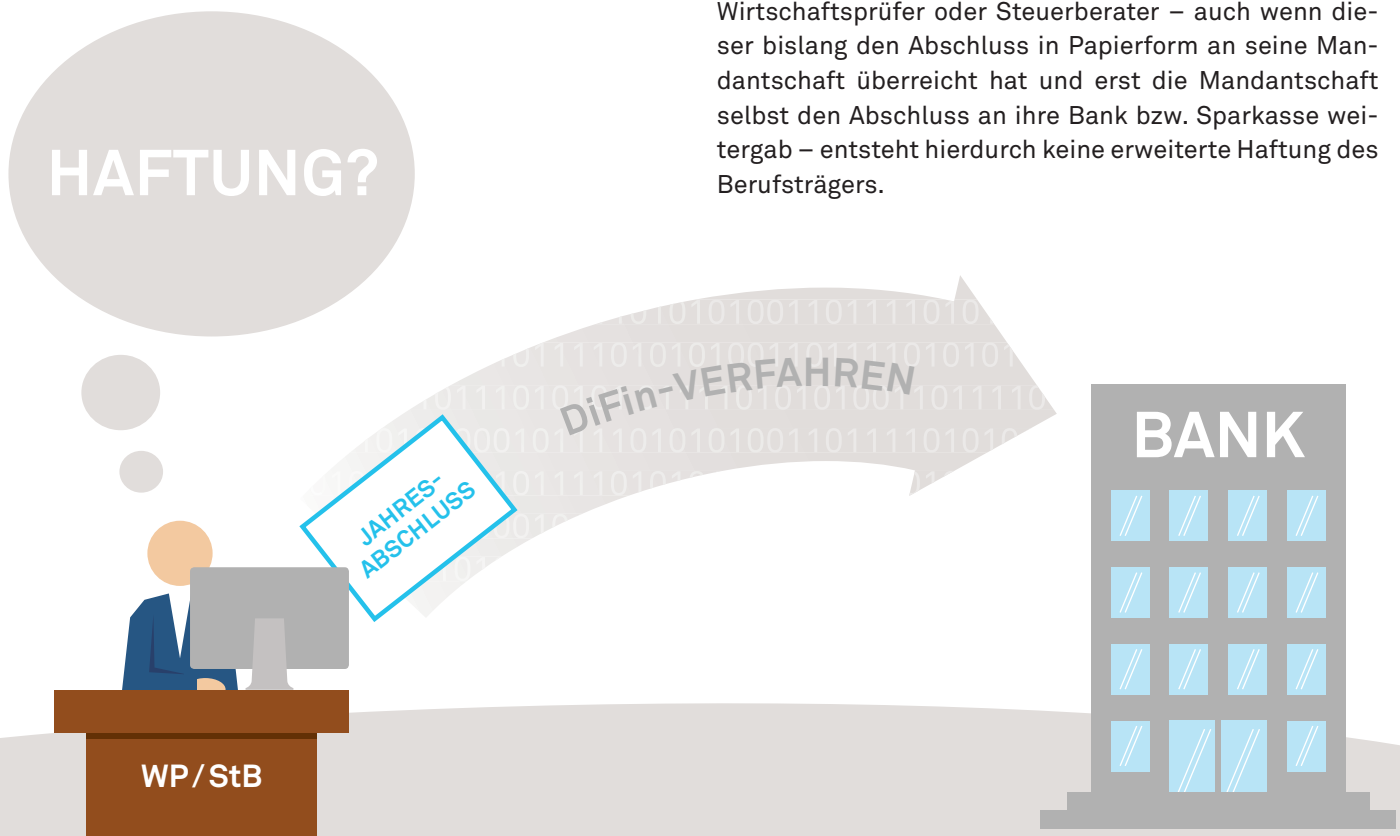 Wirtschaftsprüfer oder Steuerberater – auch wenn die-
ser bislang den Abschluss in Papierform an seine Man-
dantschaft überreicht hat und erst die Mandantschaft
selbst den Abschluss an ihre Bank bzw. Sparkasse wei-
tergab – entsteht hierdurch keine erweiterte Haftung des
Berufsträgers.
HAFTUNG?
DiFin-VERFAHREN
JAHRES-
ABSCHLUSS
BANK
WP/StB